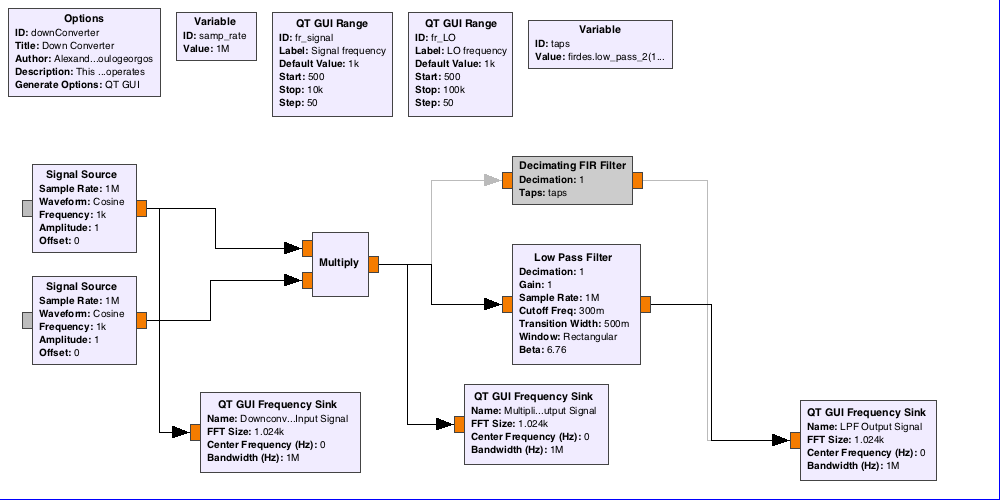 Options
ID: downConverter
Title: Down Converter
Author: Alexand...oulogeorgos
Description: This ...operates
Generate Options: QT GUI
Variable
ID: samp_rate
Value: 1M
QT GUI Range
ID: fr_signal
Label: Signal frequency
Default Value: 1k
Start: 500
Stop: 10k
Step: 50
QT GUI Range
ID: fr_LO
Label: LO frequency
Default Value: 1k
Start: 500
Stop: 100k
Step: 50
Variable
ID: taps
Value: firdes.low_pass_2(1...
Signal Source
Sample Rate: 1M
Waveform: Cosine
Frequency: 1k
Amplitude: 1
Offset: 0
Signal Source
Sample Rate: 1M
Waveform: Cosine
Frequency: 1k
Amplitude: 1
Offset: 0
Multiply
Decimating FIR Filter
Decimation: 1
Taps: taps
Low Pass Filter
Decimation: 1
Gain: 1
Sample Rate: 1M
Cutoff Freq: 300m
Transition Width: 500m
Window: Rectangular
Beta: 6.76
QT GUI Frequency Sink
Name: Downconv...Input Signal
FFT Size: 1.024k
Center Frequency (Hz): 0
Bandwidth (Hz): 1M
QT GUI Frequency Sink
Name: Multipli...utput Signal
FFT Size: 1.024k
Center Frequency (Hz): 0
Bandwidth (Hz): 1M
QT GUI Frequency Sink
Name: LPF Output Signal
FFT Size: 1.024k
Center Frequency (Hz): 0
Bandwidth (Hz): 1M